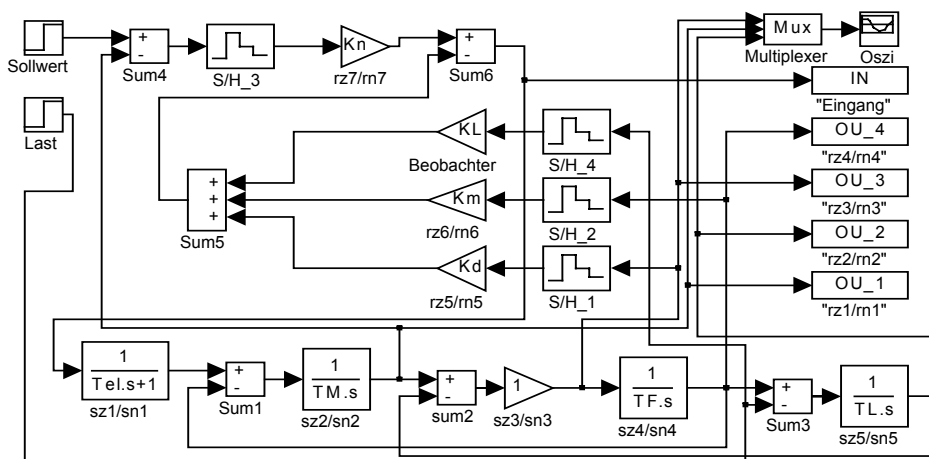 Sollwert
+
-
Sum4
S/H_3
Kn
rz7/rn7
+
-
Sum6
Mux
Multiplexer
Oszi
IN
"Eingang"
Last
KL
Beobachter
S/H_4
OU_4
"rz4/rn4"
+
+
+
Sum5
Km
rz6/rn6
S/H_2
OU_3
"rz3/rn3"
OU_2
"rz2/rn2"
Kd
rz5/rn5
S/H_1
OU_1
"rz1/rn1"
1
Tel.s+1
sz1/sn1
+
-
Sum1
1
TM.s
sz2/sn2
+
-
sum2
1
sz3/sn3
1
TF.s
sz4/sn4
+
-
Sum3
1
TL.s
sz5/sn5